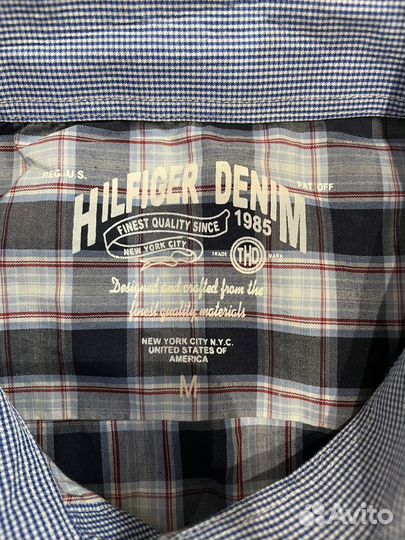 REG. U.S.
PAT. OFF.
HILFIGER DENIM
FINEST QUALITY SINCE 1985
NEW YORK CITY
TRADE THD MARK
Designed and crafted from the
finest quality materials
NEW YORK CITY N.Y.C.
UNITED STATES OF
AMERICA
M
Avito